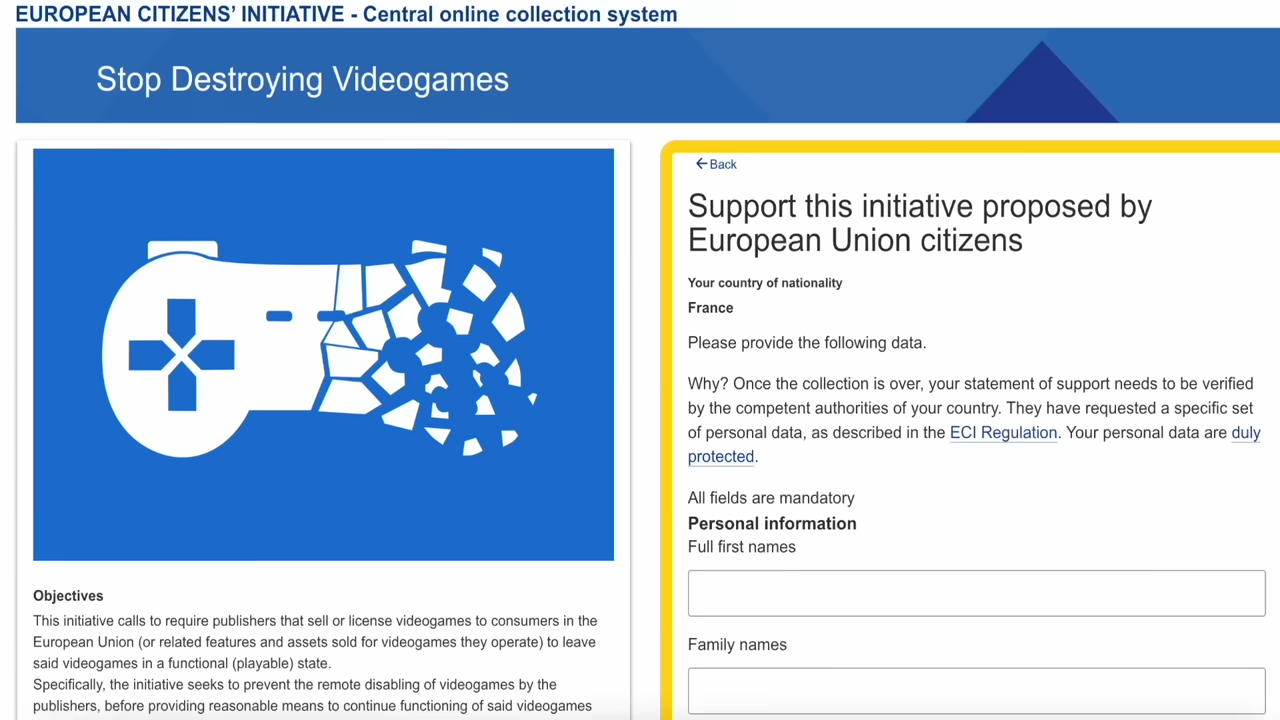 EUROPEAN CITIZENS' INITIATIVE - Central online collection system
Stop Destroying Videogames
Objectives
This initiative calls to require publishers that sell or license videogames to consumers in the
European Union (or related features and assets sold for videogames they operate) to leave
said videogames in a functional (playable) state.
Specifically, the initiative seeks to prevent the remote disabling of videogames by the
publishers, before providing reasonable means to continue functioning of said videogames
Back
Support this initiative proposed by
European Union citizens
Your country of nationality
France
Please provide the following data.
Why? Once the collection is over, your statement of support needs to be verified
by the competent authorities of your country. They have requested a specific set
of personal data, as described in the ECI Regulation. Your personal data are duly
protected.
All fields are mandatory
Personal information
Full first names
Family names